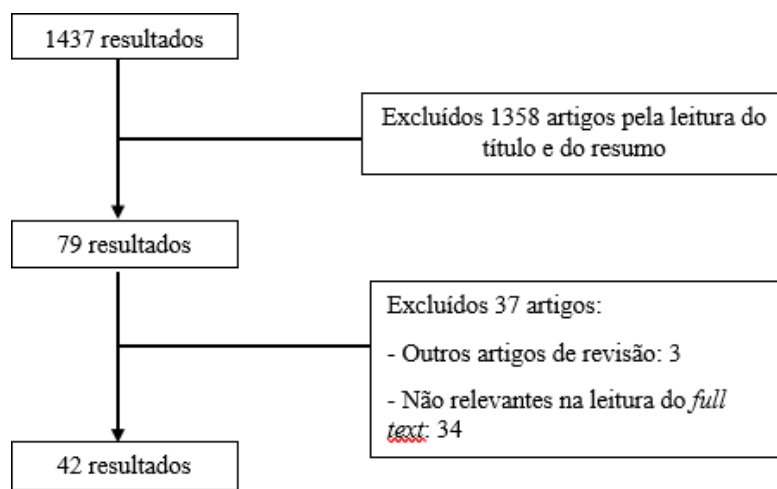 1437 resultados
Excluídos 1358 artigos pela leitura do
título e do resumo
79 resultados
Excluídos 37 artigos:
- Outros artigos de revisão: 3
- Não relevantes na leitura do full
text: 34
42 resultados